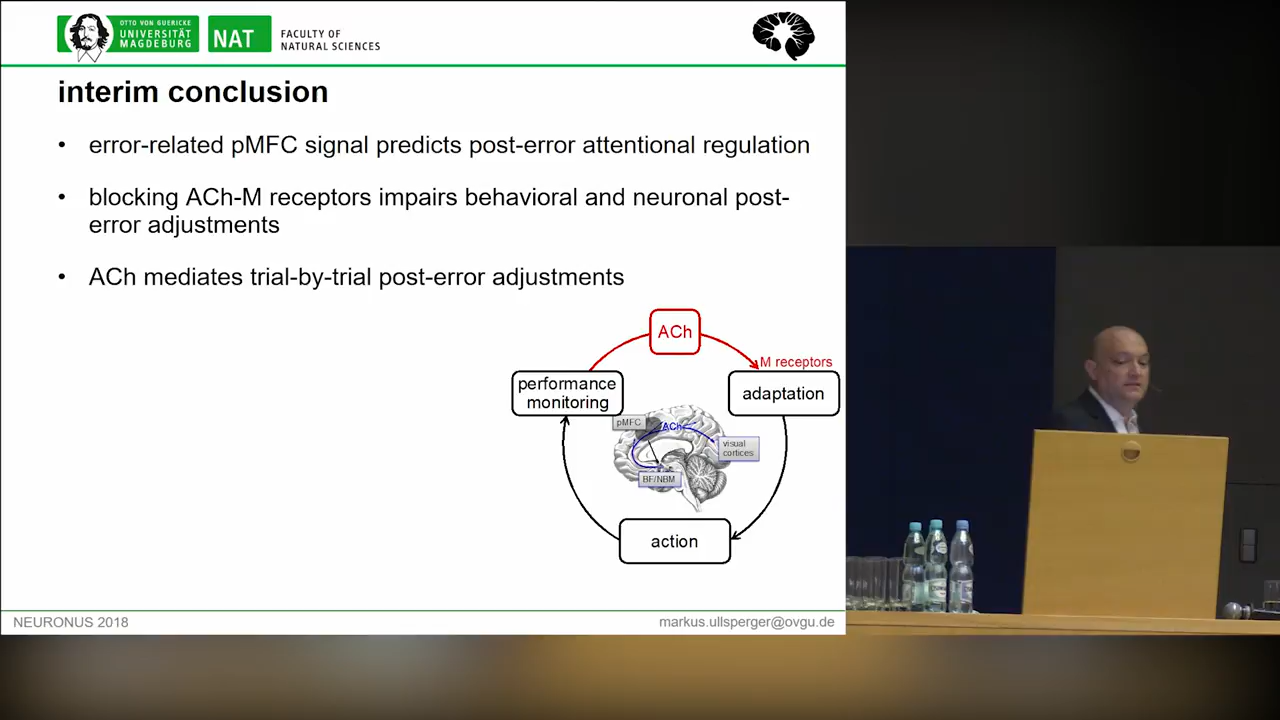 OTTO VON GUERICKE
UNIVERSITÄT
MAGDEBURG
NAT
FACULTY OF
NATURAL SCIENCES
interim conclusion
• error-related pMFC signal predicts post-error attentional regulation
• blocking ACh-M receptors impairs behavioral and neuronal post-
error adjustments
• ACh mediates trial-by-trial post-error adjustments
ACh
M receptors
performance
monitoring
adaptation
pMFC
ACh
visual
cortices
BF/NBM
action
NEURONUS 2018
markus.ullsperger@ovgu.de